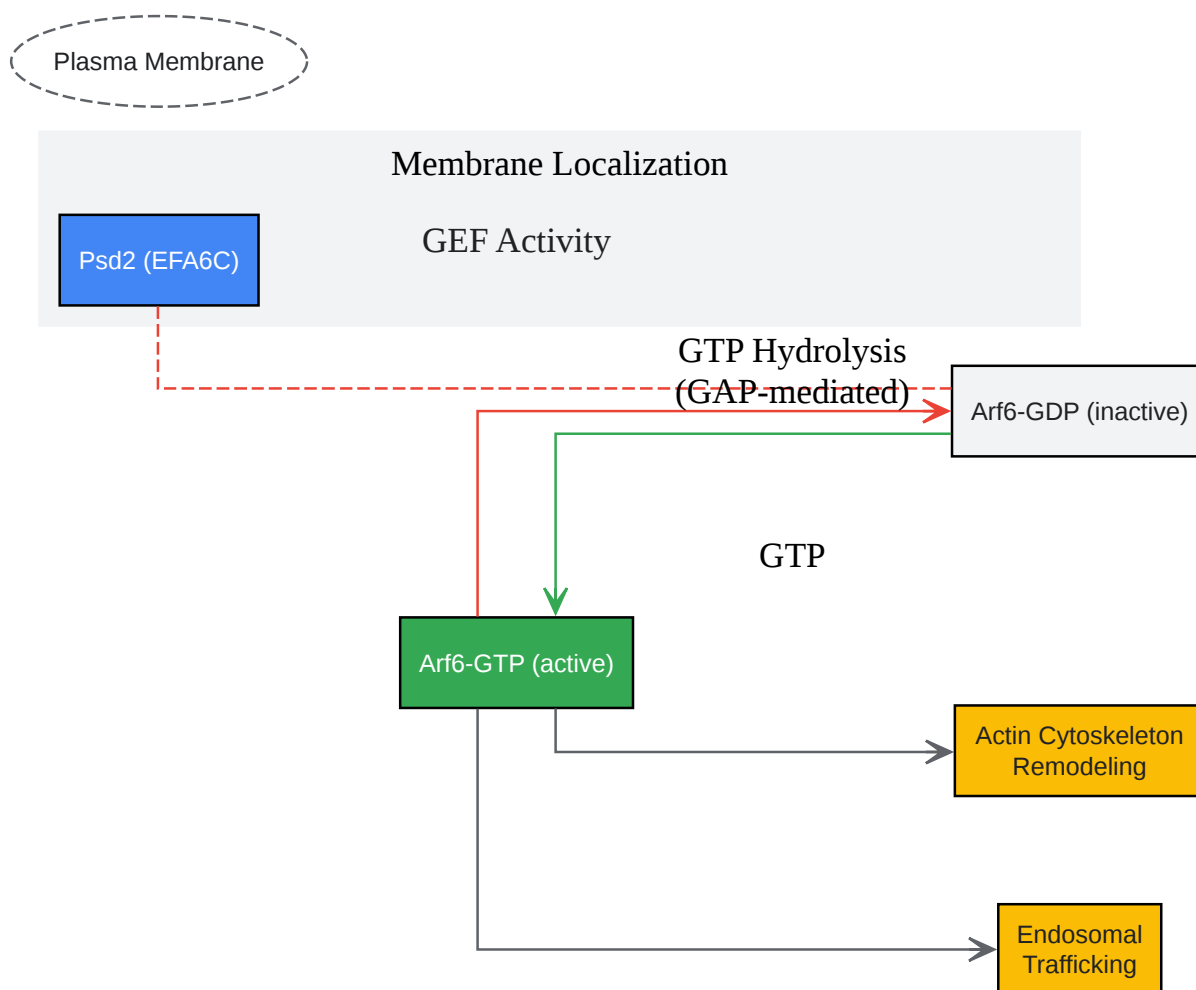 Plasma Membrane
Membrane Localization
GEF Activity
Psd2 (EFA6C)
GTP Hydrolysis
(GAP-mediated)
Arf6-GDP (inactive)
GTP
Arf6-GTP (active)
Actin Cytoskeleton
Remodeling
Endosomal
Trafficking